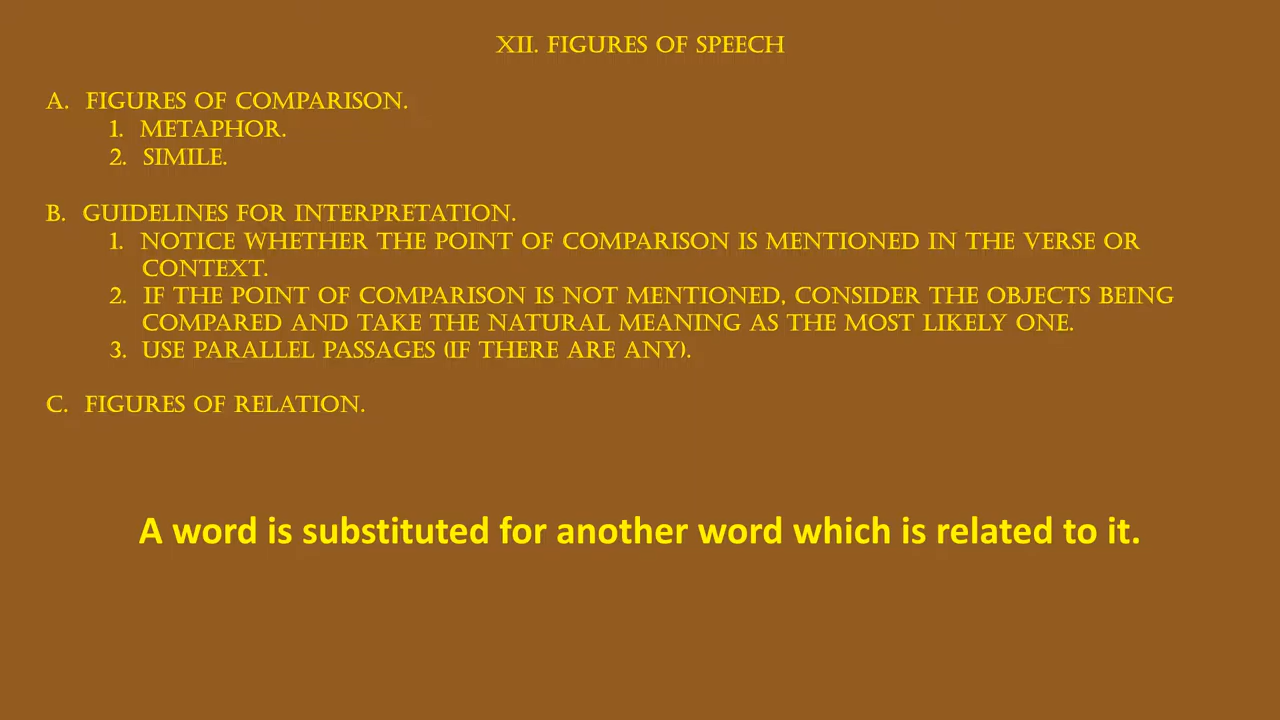 XII. FIGURES OF SPEECH
A. FIGURES OF COMPARISON.
1. METAPHOR.
2. SIMILE.
B. GUIDELINES FOR INTERPRETATION.
1. NOTICE WHETHER THE POINT OF COMPARISON IS MENTIONED IN THE VERSE OR
CONTEXT.
2. IF THE POINT OF COMPARISON IS NOT MENTIONED, CONSIDER THE OBJECTS BEING
COMPARED AND TAKE THE NATURAL MEANING AS THE MOST LIKELY ONE.
3. USE PARALLEL PASSAGES (IF THERE ARE ANY).
C. FIGURES OF RELATION.
A word is substituted for another word which is related to it.